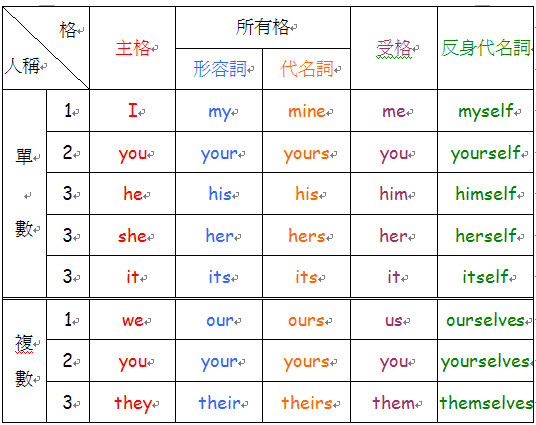 格
人稱
主格
所有格
受格
反身代名詞
形容詞
代名詞
單數
1 I my mine me myself
2 you your yours you yourself
3 he his his him himself
3 she her hers her herself
3 it its its it itself
複數
1 we our ours us ourselves
2 you your yours you yourselves
3 they their theirs them themselves